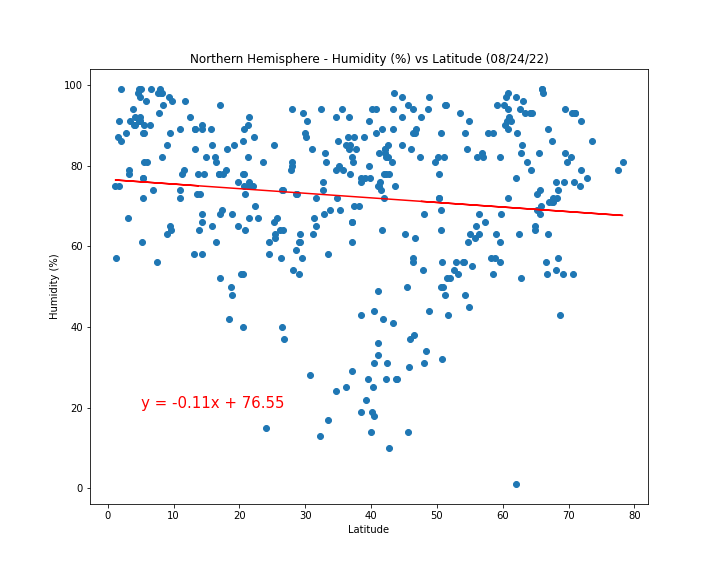 Northern Hemisphere - Humidity (%) vs Latitude (08/24/22)
100
80
60
40
20
0
Humidity (%)
y = -0.11x + 76.55
0 10 20 30 40 50 60 70 80
Latitude